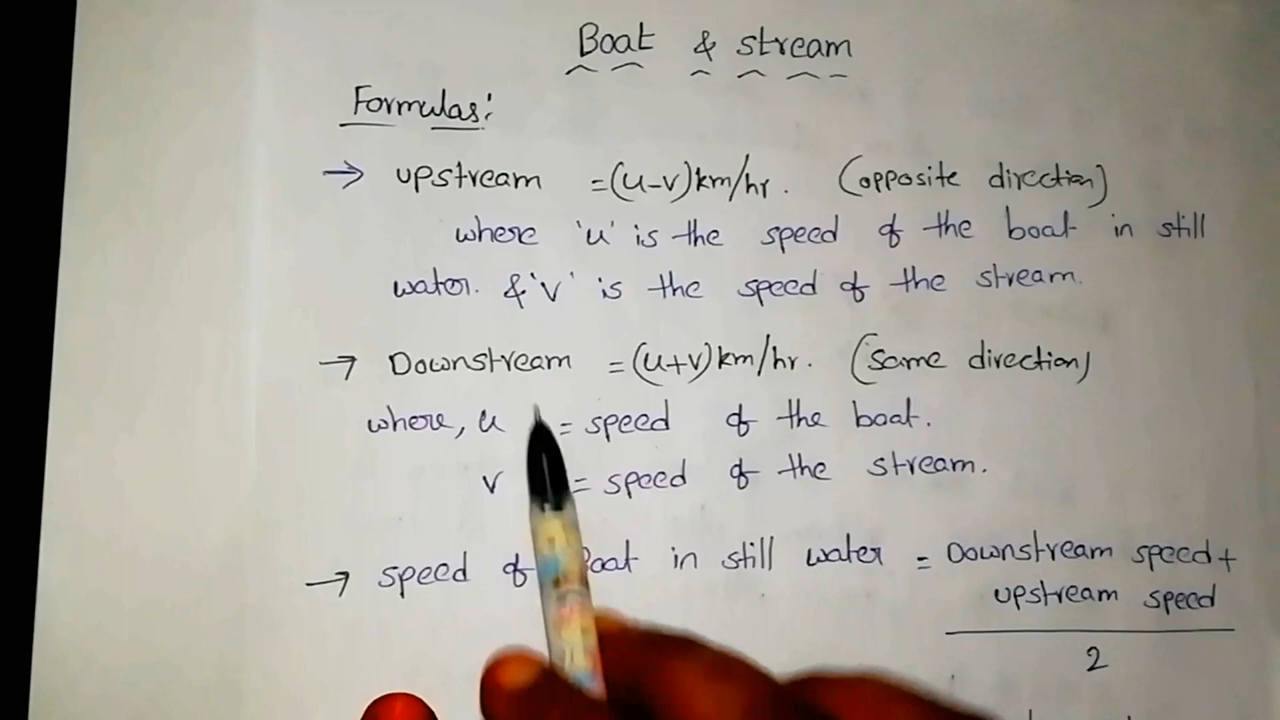 Boat & stream
Formulas:
→ upstream = (u-v)km/hr. (opposite direction)
where 'u' is the speed of the boat in still
water. & 'v' is the speed of the stream.
→ Downstream = (u+v)km/hr. (same direction)
where, u = speed of the boat.
v = speed of the stream.
→ speed of Boat in still water = Downstream speed +
upstream speed
2